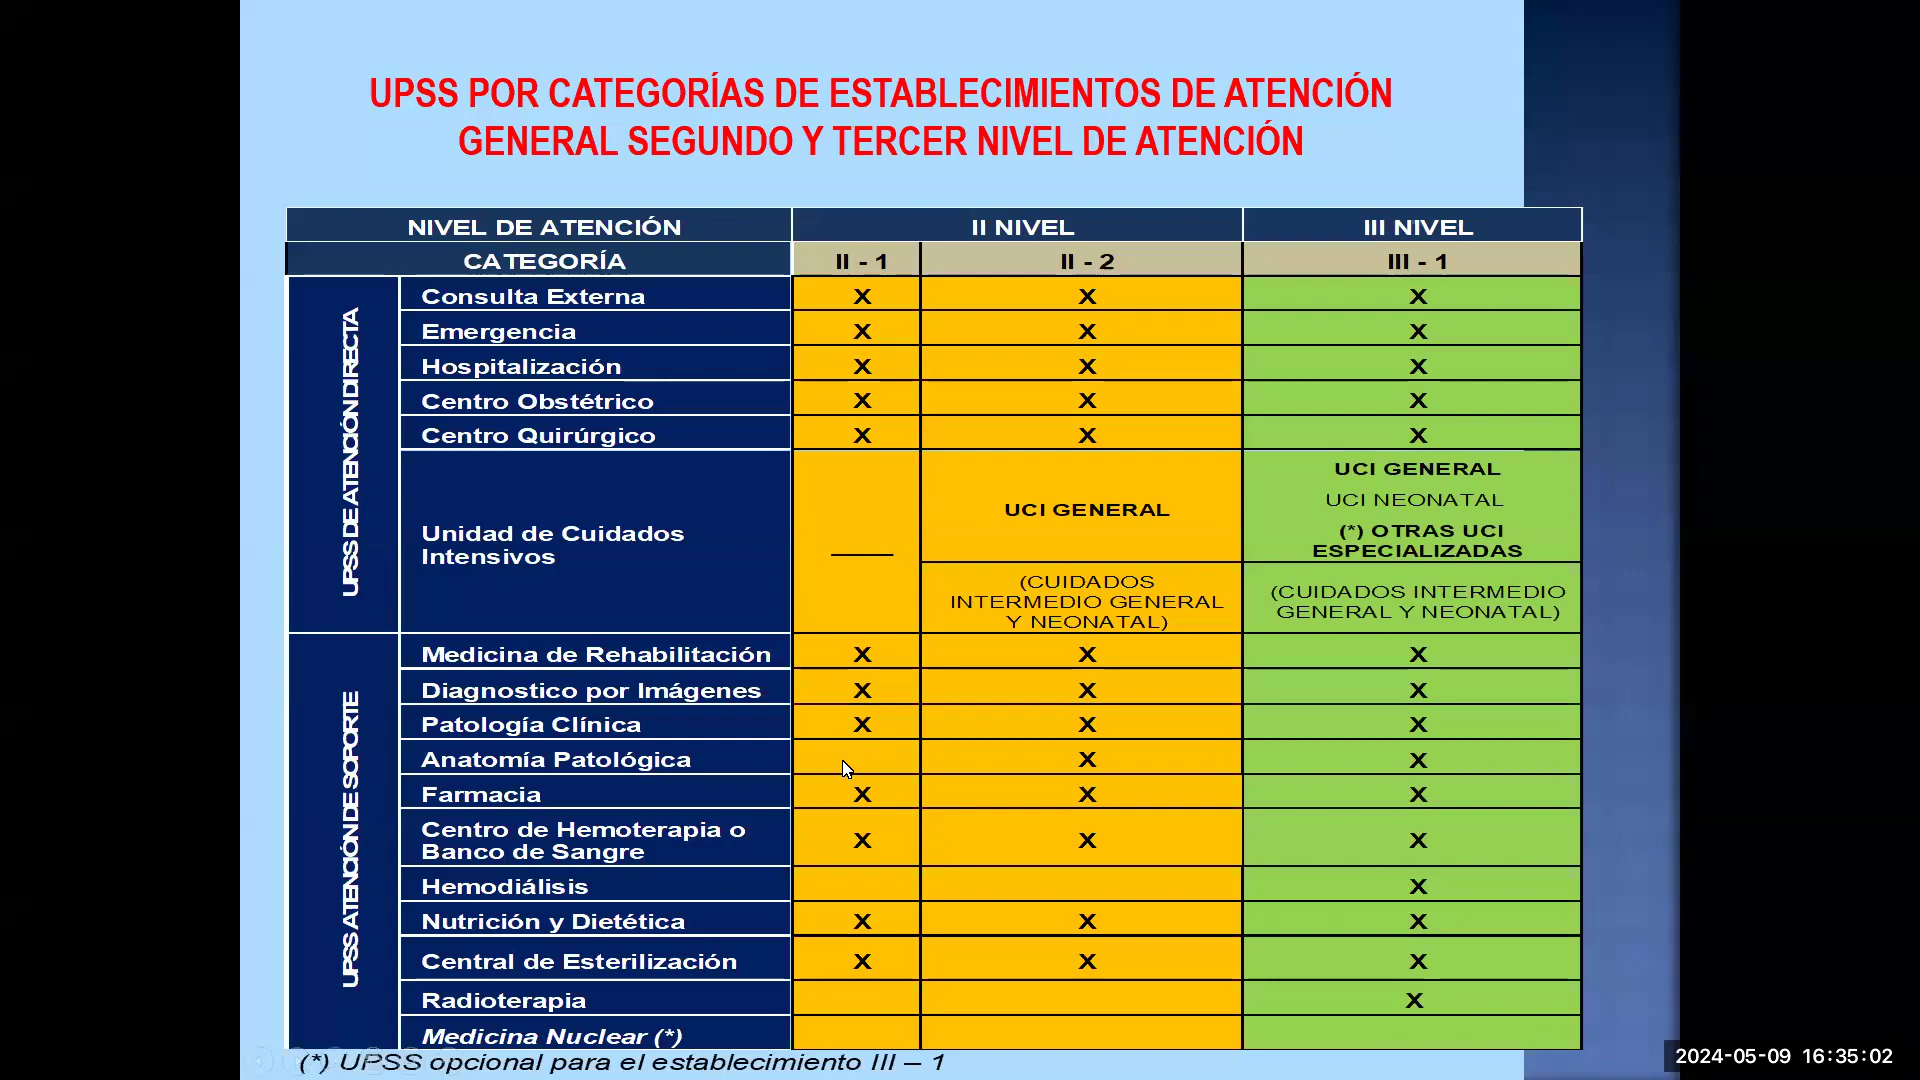 UPSS POR CATEGORÍAS DE ESTABLECIMIENTOS DE ATENCIÓN
GENERAL SEGUNDO Y TERCER NIVEL DE ATENCIÓN
NIVEL DE ATENCIÓN II NIVEL III NIVEL
CATEGORÍA II - 1 II - 2 III - 1
UPSS DE ATENCIÓN DIRECTA
Consulta Externa X X X
Emergencia X X X
Hospitalización X X X
Centro Obstétrico X X X
Centro Quirúrgico X X X
Unidad de Cuidados
Intensivos
UCI GENERAL
(CUIDADOS
INTERMEDIO GENERAL
Y NEONATAL)
UCI GENERAL
UCI NEONATAL
(*) OTRAS UCI
ESPECIALIZADAS
(CUIDADOS INTERMEDIO
GENERAL Y NEONATAL)
UPSS ATENCIÓN DE SOPORTE
Medicina de Rehabilitación X X X
Diagnostico por Imágenes X X X
Patología Clínica X X X
Anatomía Patológica X X
Farmacia X X X
Centro de Hemoterapia o
Banco de Sangre X X X
Hemodiálisis X
Nutrición y Dietética X X X
Central de Esterilización X X X
Radioterapia X
Medicina Nuclear (*)
(*) UPSS opcional para el establecimiento III – 1
2024-05-09 16:35:02